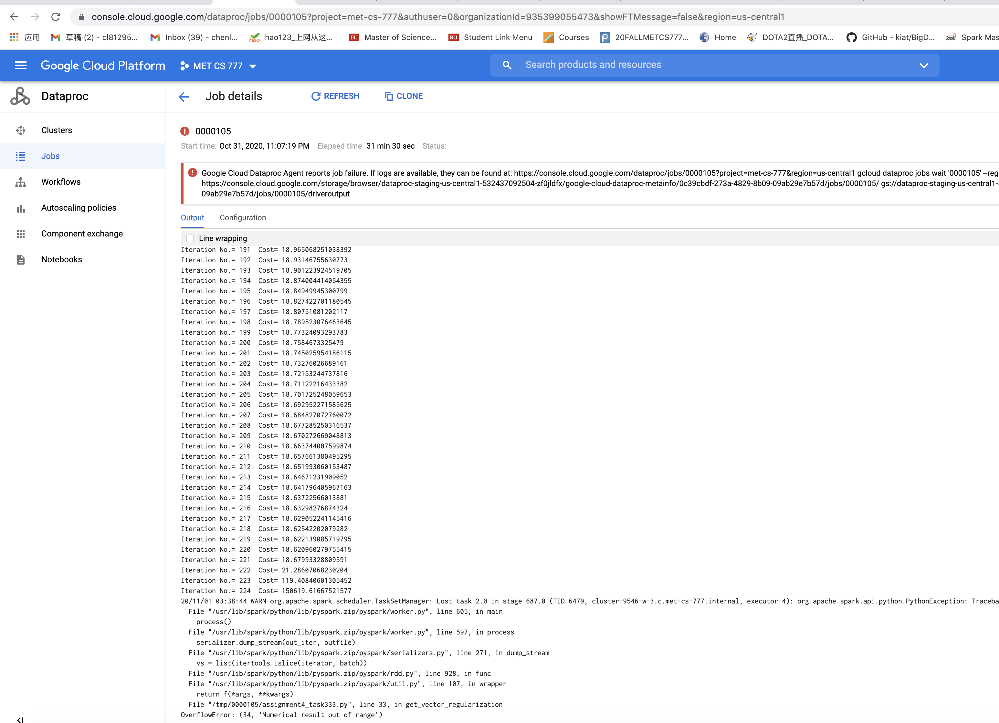 console.cloud.google.com/dataproc/jobs/0000105?project=met-cs-777&authuser=0&organizationId=935399055473&showFTMessage=false&region=us-central1
应用 草稿 (2) - cl81295... Inbox (39) - chenl... hao123_上网从这... Master of Science... Student Link Menu Courses 20FALLMETCS777... Home DOTA2直播_DOTA... GitHub - kiat/BigD... Spark Mas
Google Cloud Platform MET CS 777 Search products and resources
Dataproc Job details REFRESH CLONE
Clusters
Jobs
Workflows
Autoscaling policies
Component exchange
Notebooks
0000105
Start time: Oct 31, 2020, 11:07:19 PM Elapsed time: 31 min 30 sec Status:
Google Cloud Dataproc Agent reports job failure. If logs are available, they can be found at: https://console.cloud.google.com/dataproc/jobs/0000105?project=met-cs-777&region=us-central1 gcloud dataproc jobs wait '0000105' --reg
https://console.cloud.google.com/storage/browser/dataproc-staging-us-central1-532437092504-zf0jldfx/google-cloud-dataproc-metainfo/0c39cbdf-273a-4829-8b09-09ab29e7b57d/jobs/0000105/ gs://dataproc-staging-us-central1-5
09ab29e7b57d/jobs/0000105/driveroutput
Output Configuration
Line wrapping
Iteration No.= 191 Cost= 18.965068251038392
Iteration No.= 192 Cost= 18.93146755630773
Iteration No.= 193 Cost= 18.901223924519705
Iteration No.= 194 Cost= 18.874004414054355
Iteration No.= 195 Cost= 18.84949945300799
Iteration No.= 196 Cost= 18.827422701180545
Iteration No.= 197 Cost= 18.80751081202117
Iteration No.= 198 Cost= 18.789523076463645
Iteration No.= 199 Cost= 18.77324093293783
Iteration No.= 200 Cost= 18.7584673325479
Iteration No.= 201 Cost= 18.745025954186115
Iteration No.= 202 Cost= 18.73276026689161
Iteration No.= 203 Cost= 18.72153244737816
Iteration No.= 204 Cost= 18.71122216433382
Iteration No.= 205 Cost= 18.701725248059653
Iteration No.= 206 Cost= 18.692952271585625
Iteration No.= 207 Cost= 18.684827072760072
Iteration No.= 208 Cost= 18.677285250316537
Iteration No.= 209 Cost= 18.670272669048813
Iteration No.= 210 Cost= 18.663744007599874
Iteration No.= 211 Cost= 18.657661380495295
Iteration No.= 212 Cost= 18.651993060153487
Iteration No.= 213 Cost= 18.64671231909052
Iteration No.= 214 Cost= 18.641796405967163
Iteration No.= 215 Cost= 18.63722566013881
Iteration No.= 216 Cost= 18.63298276874324
Iteration No.= 217 Cost= 18.629052241145416
Iteration No.= 218 Cost= 18.62542202079282
Iteration No.= 219 Cost= 18.622139085719795
Iteration No.= 220 Cost= 18.620960279755415
Iteration No.= 221 Cost= 18.67993328809591
Iteration No.= 222 Cost= 21.28607068230204
Iteration No.= 223 Cost= 119.40840601305452
Iteration No.= 224 Cost= 150619.61667521577
20/11/01 03:38:44 WARN org.apache.spark.scheduler.TaskSetManager: Lost task 2.0 in stage 687.0 (TID 6479, cluster-9546-w-3.c.met-cs-777.internal, executor 4): org.apache.spark.api.python.PythonException: Traceba
File "/usr/lib/spark/python/lib/pyspark.zip/pyspark/worker.py", line 605, in main
process()
File "/usr/lib/spark/python/lib/pyspark.zip/pyspark/worker.py", line 597, in process
serializer.dump_stream(out_iter, outfile)
File "/usr/lib/spark/python/lib/pyspark.zip/pyspark/serializers.py", line 271, in dump_stream
vs = list(itertools.islice(iterator, batch))
File "/usr/lib/spark/python/lib/pyspark.zip/pyspark/rdd.py", line 928, in func
File "/usr/lib/spark/python/lib/pyspark.zip/pyspark/util.py", line 107, in wrapper
return f(*args, **kwargs)
File "/tmp/0000105/assignment4_task333.py", line 33, in get_vector_regularization
OverflowError: (34, 'Numerical result out of range')